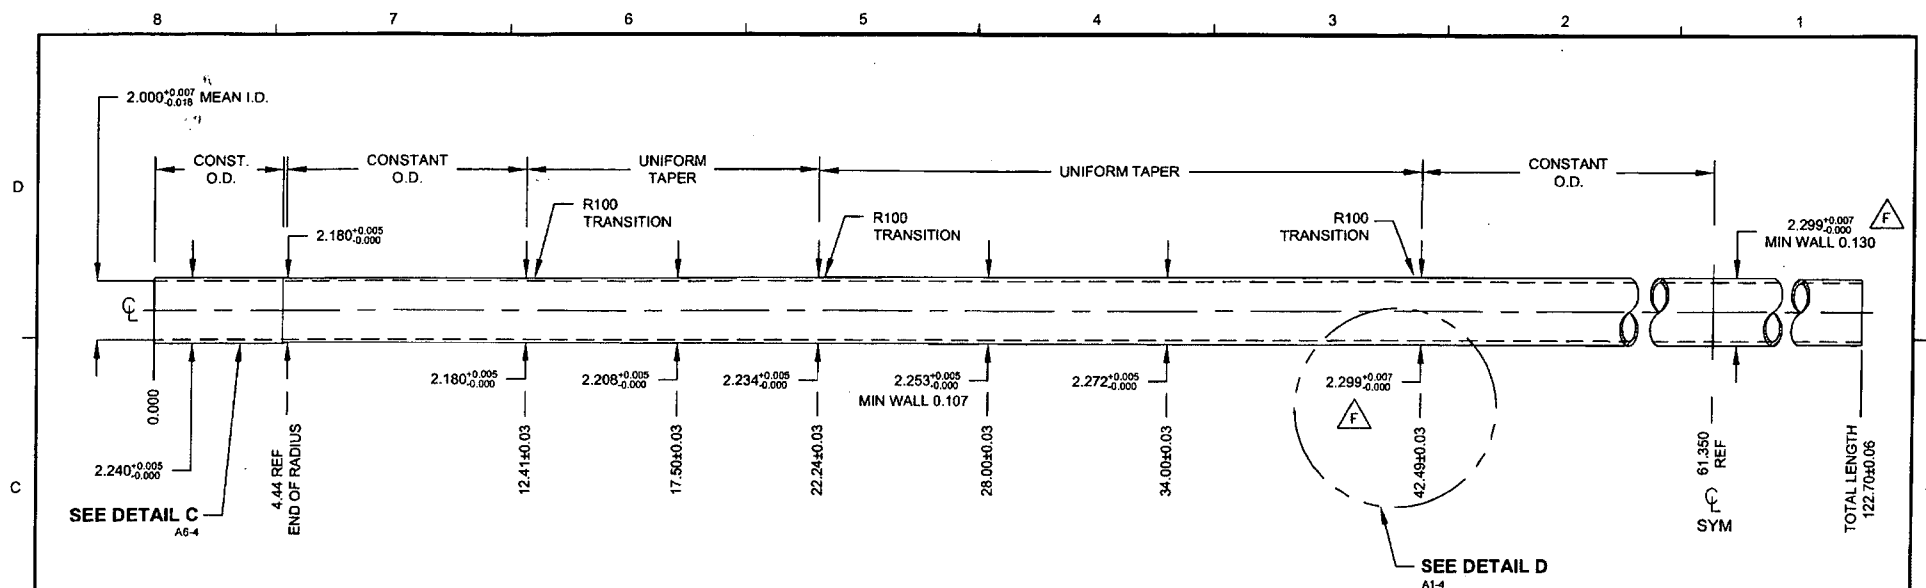 8 7 6 5 4 3 2 1
2.000+0.007-0.018 MEAN I.D.
CONST.
O.D.
CONSTANT
O.D.
UNIFORM
TAPER
UNIFORM TAPER
CONSTANT
O.D.
D
R100
TRANSITION
R100
TRANSITION
R100
TRANSITION
2.180+0.005-0.000
2.299+0.007-0.000
MIN WALL 0.130
F
CL
2.180+0.005-0.000
2.208+0.005-0.000
2.234+0.005-0.000
2.253+0.005-0.000
MIN WALL 0.107
2.272+0.005-0.000
2.299+0.007-0.000
F
0.000
2.240+0.005-0.000
4.44 REF
END OF RADIUS
12.41±0.03
17.50±0.03
22.24±0.03
28.00±0.03
34.00±0.03
42.49±0.03
61.350
REF
CL
SYM
TOTAL LENGTH
122.70±0.06
C
SEE DETAIL C
A6-4
SEE DETAIL D
A1-4